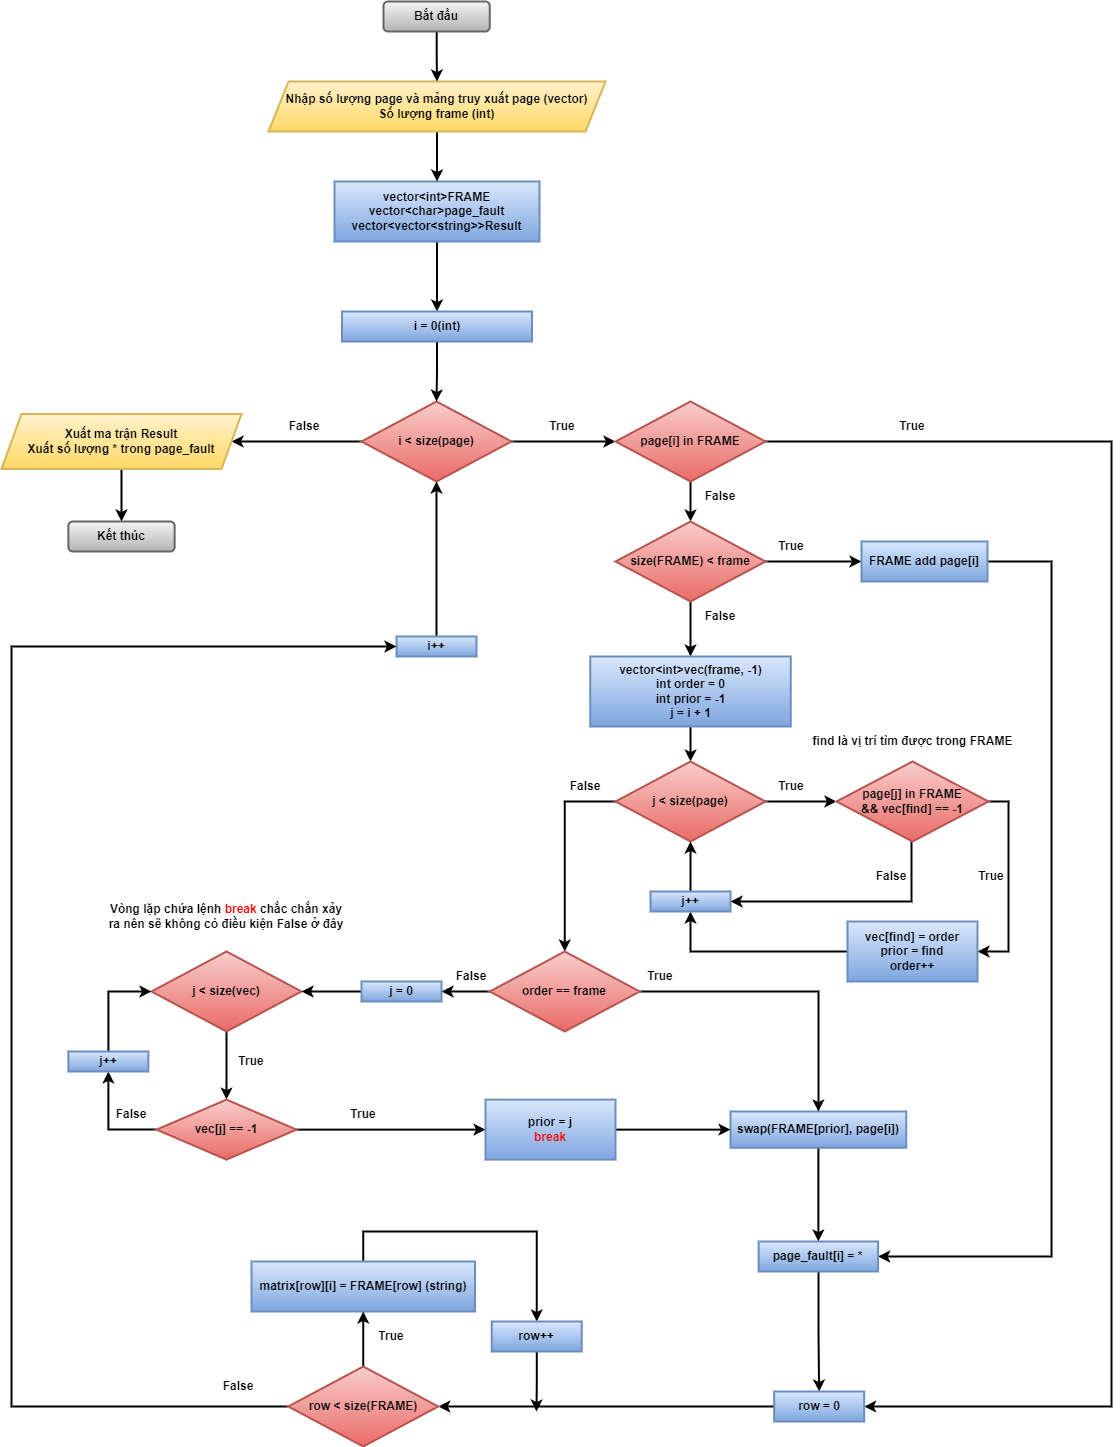 Bắt đầu
Nhập số lượng page và mảng truy xuất page (vector)
Số lượng frame (int)
vector<int>FRAME
vector<char>page_fault
vector<vector<string>>Result
i = 0(int)
i < size(page)
False
True
Xuất ma trận Result
Xuất số lượng * trong page_fault
Kết thúc
page[i] in FRAME
True
False
size(FRAME) < frame
True
FRAME add page[i]
False
i++
vector<int>vec(frame, -1)
int order = 0
int prior = -1
j = i + 1
find là vị trí tìm được trong FRAME
j < size(page)
False
True
page[j] in FRAME
&& vec[find] == -1
False
True
j++
vec[find] = order
prior = find
order++
Vòng lặp chứa lệnh break chắc chắn xảy
ra nên sẽ không có điều kiện False ở đây
order == frame
False
True
j = 0
j < size(vec)
True
j++
False
vec[j] == -1
True
prior = j
break
swap(FRAME[prior], page[i])
page_fault[i] = *
matrix[row][i] = FRAME[row] (string)
True
row++
False
row < size(FRAME)
row = 0